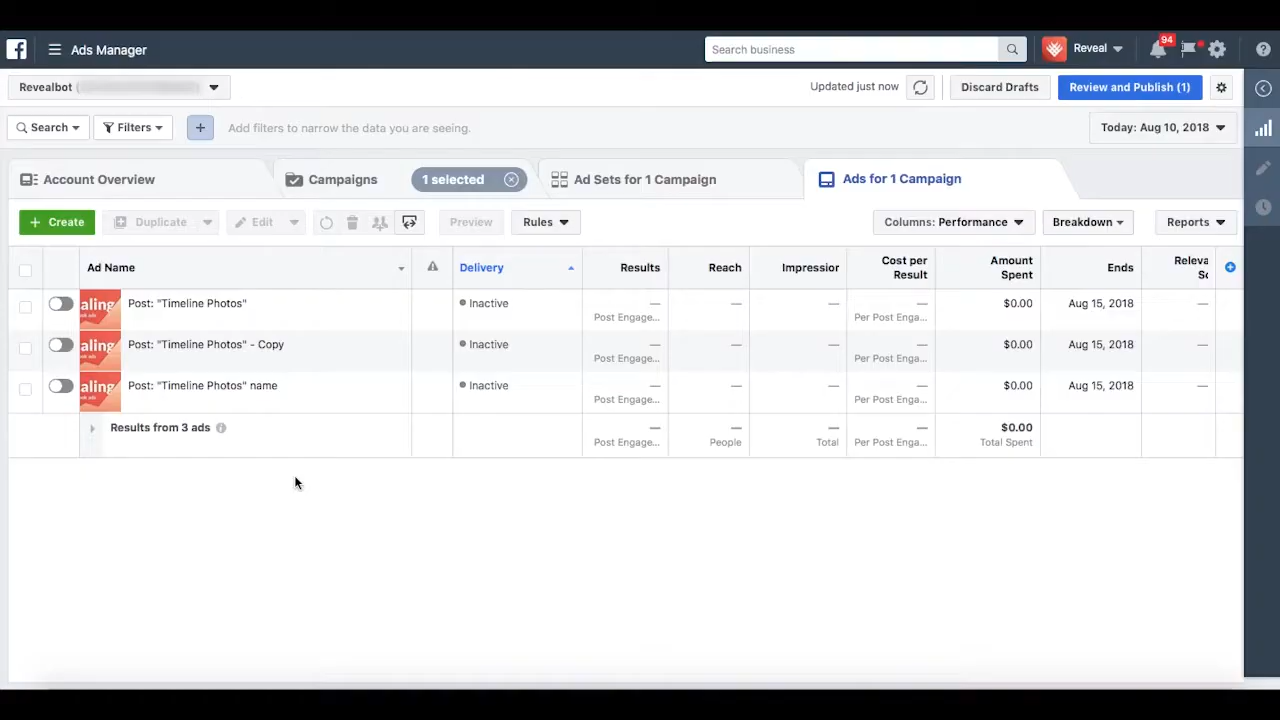 Ads Manager
Search business
Reveal
94
Revealbot (
Updated just now
Discard Drafts
Review and Publish (1)
Search
Filters
Add filters to narrow the data you are seeing.
Today: Aug 10, 2018
Account Overview
Campaigns
1 selected
Ad Sets for 1 Campaign
Ads for 1 Campaign
+ Create
Duplicate
Edit
Preview
Rules
Columns: Performance
Breakdown
Reports
Ad Name
Delivery
Results
Reach
Impression
Cost per
Result
Amount
Spent
Ends
Releva
Sc
aling
Post: "Timeline Photos"
Inactive
—
Post Engage...
—
—
—
Per Post Enga...
$0.00
Aug 15, 2018
—
aling
Post: "Timeline Photos" - Copy
Inactive
—
Post Engage...
—
—
—
Per Post Enga...
$0.00
Aug 15, 2018
—
aling
Post: "Timeline Photos" name
Inactive
—
Post Engage...
—
—
—
Per Post Enga...
$0.00
Aug 15, 2018
—
Results from 3 ads
—
Post Engage...
—
People
—
Total
—
Per Post Enga...
$0.00
Total Spent